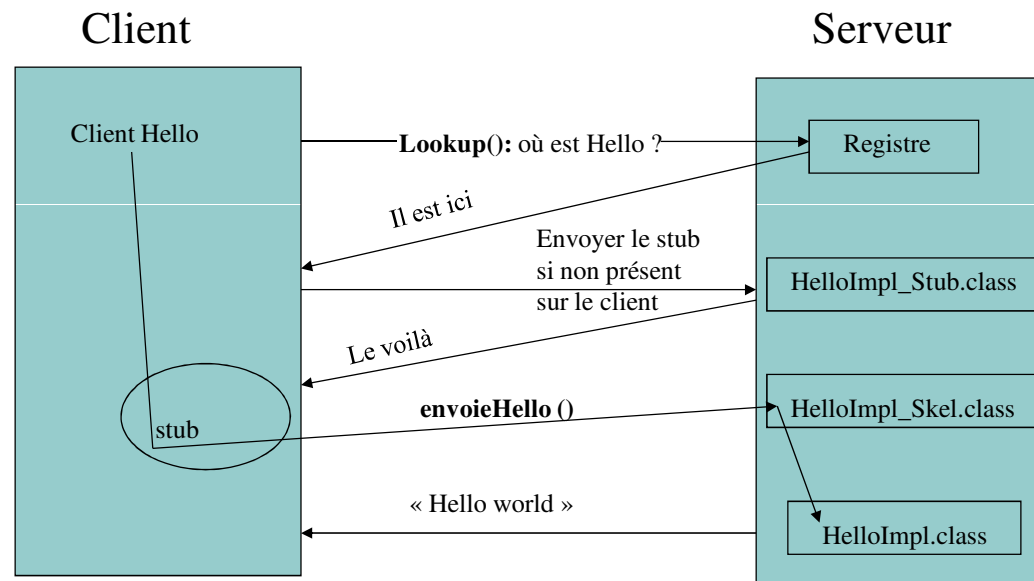 Client
Serveur
Client Hello
Lookup(): où est Hello ?
Registre
Il est ici
Envoyer le stub
si non présent
sur le client
HelloImpl_Stub.class
Le voilà
stub
envoieHello ()
HelloImpl_Skel.class
« Hello world »
HelloImpl.class